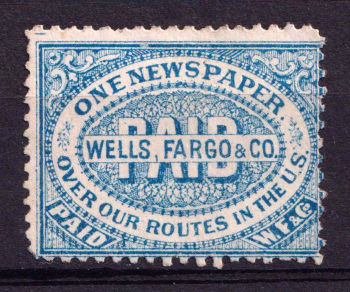 ONE NEWSPAPER
PAID
WELLS, FARGO & CO.
OVER OUR ROUTES IN THE U.S.
PAID
W.F&G